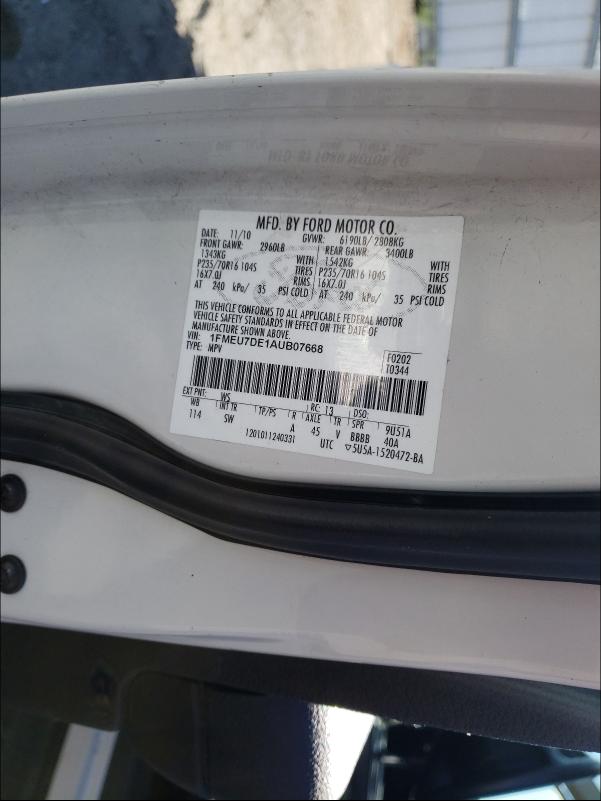 MFD. BY FORD MOTOR CO.
DATE: 11/10 GVWR: 6190LB/ 2808KG
FRONT GAWR: 2960LB REAR GAWR: 3400LB
1343KG WITH 1542KG WITH
P235/70R16 104S TIRES P235/70R16 104S TIRES
16X7.0J RIMS 16X7.0J RIMS
AT 240 kPa/ 35 PSI COLD AT 240 kPa/ 35 PSI COLD
THIS VEHICLE CONFORMS TO ALL APPLICABLE FEDERAL MOTOR
VEHICLE SAFETY STANDARDS IN EFFECT ON THE DATE OF
MANUFACTURE SHOWN ABOVE.
VIN: 1FMEU7DE1AUB07668 F0202
TYPE: MPV T0344
EXT PNT: WS RC: 13 DSO:
WB INT TR TP/PS R AXLE TR SPR 9U51A
114 SW A 45 V BBBB 40A
1201011240331 UTC ▽5U5A-1520472-BA